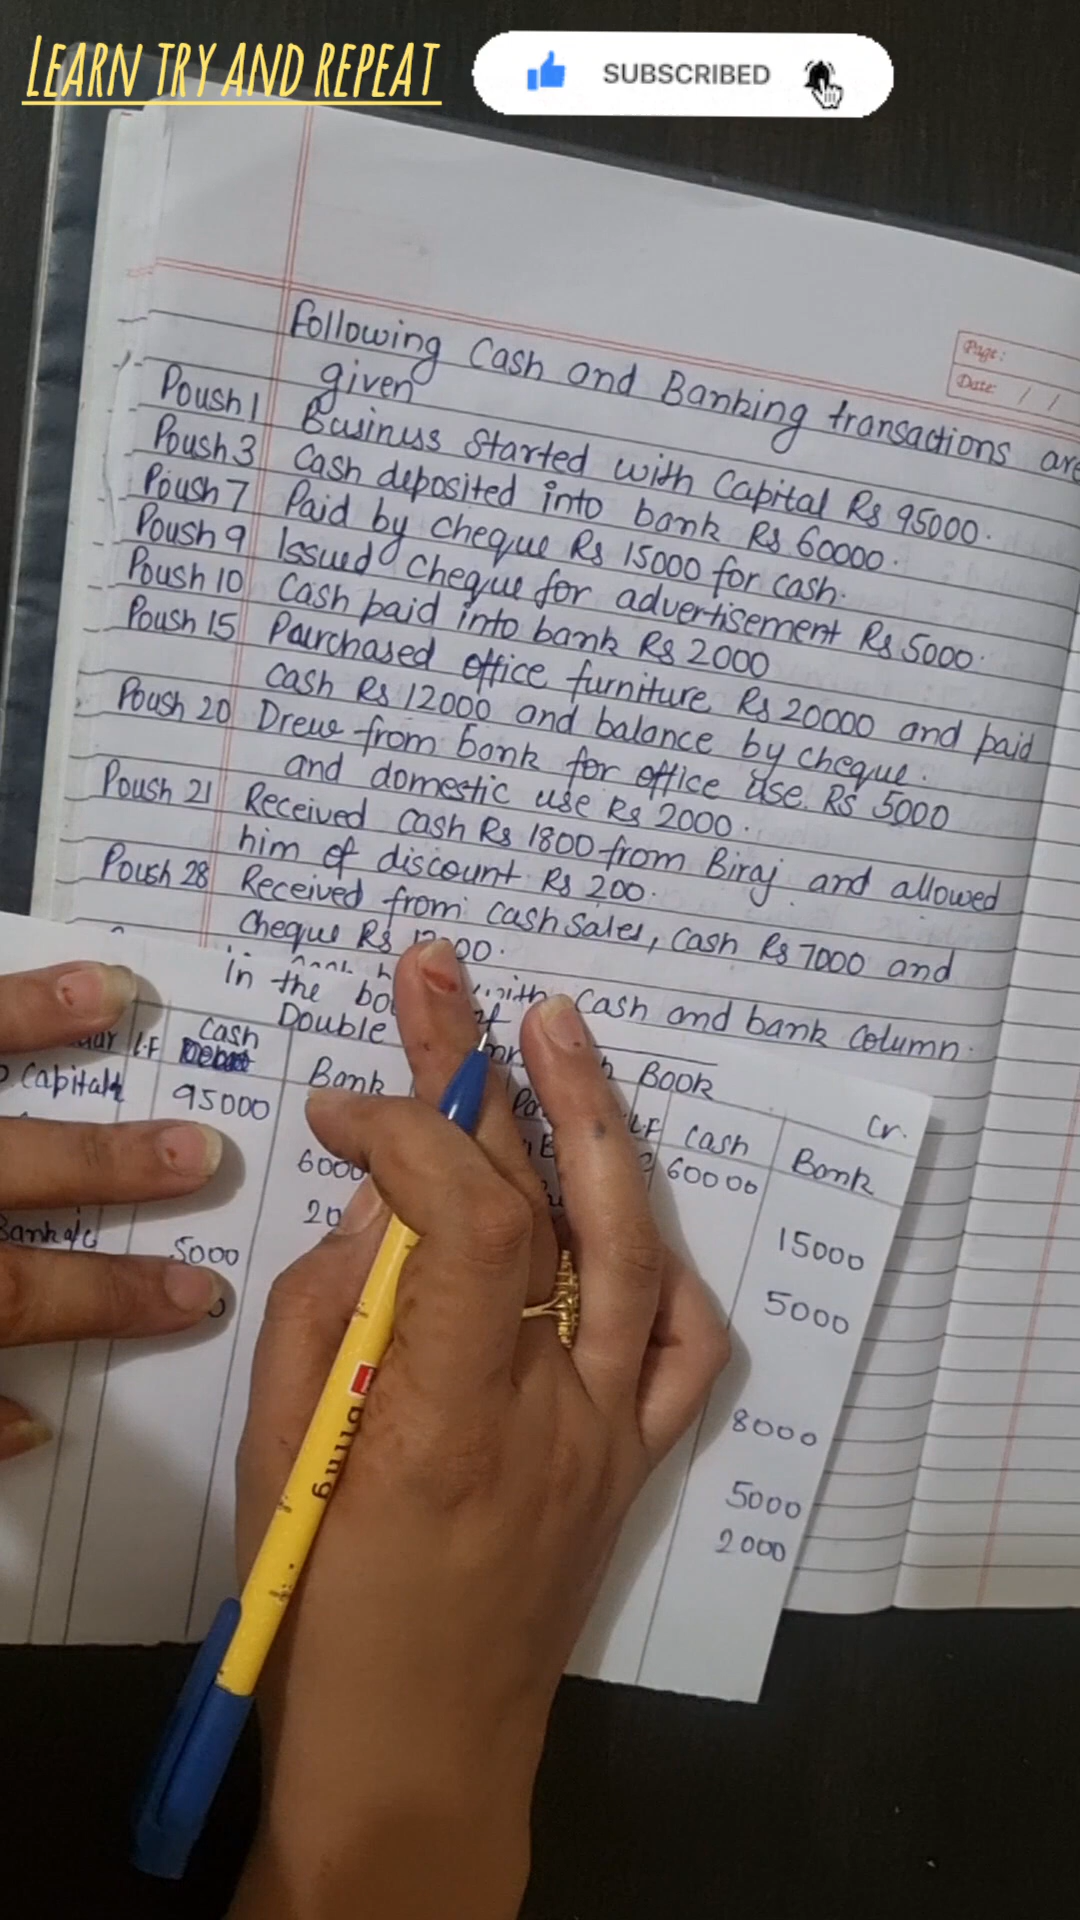 LEARN TRY AND REPEAT
SUBSCRIBED
Page:
Date: / /
Following Cash and Banking transactions are
given
Poush 1 Business Started with Capital Rs 95000.
Poush 3 Cash deposited into bank Rs 60000.
Poush 7 Paid by cheque Rs 15000 for cash.
Poush 9 Issued Cheque for advertisement Rs 5000.
Poush 10 Cash paid into bank Rs 2000
Poush 15 Paurchased office furniture Rs 20000 and paid
cash Rs 12000 and balance by cheque.
Poush 20 Drew from bank for office use Rs 5000
and domestic use Rs 2000.
Poush 21 Received cash Rs 1800 from Biraj and allowed
him of discount Rs 200.
Poush 28 Received from cash Sales, cash Rs 7000 and
Cheque Rs
with Cash and bank Column.
in the
Double Book
Cr.
L.F Cash Bank L.F Cash Bank
Capital 95000 60000
6000 15000
20 5000
Bank a/c 5000
8000
5000
2000
biling